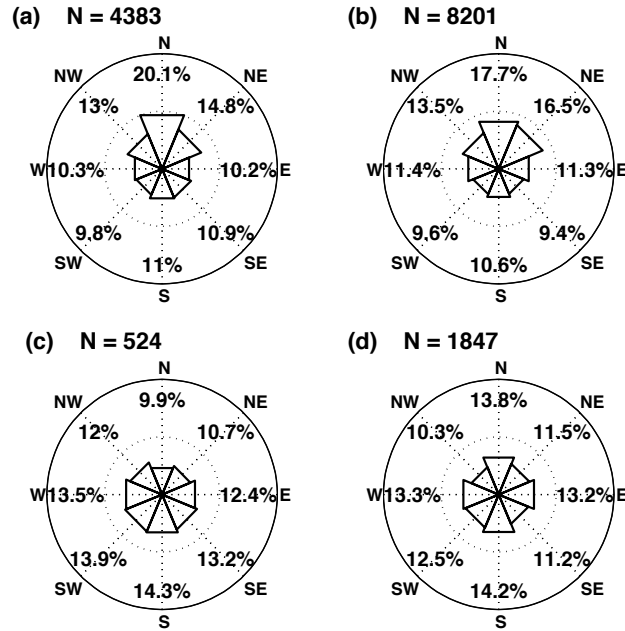 (a) N = 4383
N
20.1%
NW NE
13% 14.8%
W 10.3% 10.2% E
9.8% 10.9%
SW SE
11%
S
(b) N = 8201
N
17.7%
NW NE
13.5% 16.5%
W 11.4% 11.3% E
9.6% 9.4%
SW SE
10.6%
S
(c) N = 524
N
9.9%
NW NE
12% 10.7%
W 13.5% 12.4% E
13.9% 13.2%
SW SE
14.3%
S
(d) N = 1847
N
13.8%
NW NE
10.3% 11.5%
W 13.3% 13.2% E
12.5% 11.2%
SW SE
14.2%
S